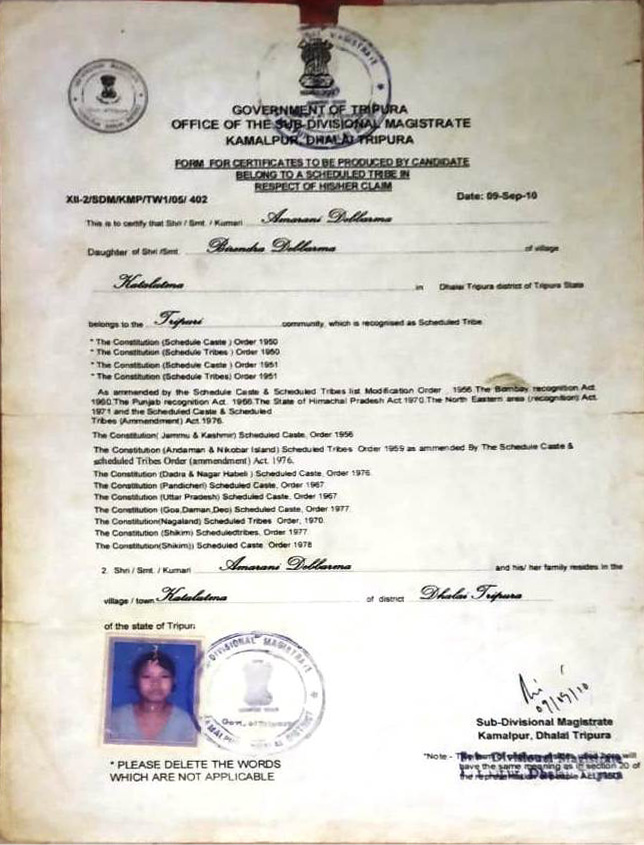 GOVERNMENT OF TRIPURA
OFFICE OF THE SUB-DIVISIONAL MAGISTRATE
KAMALPUR, DHALAI TRIPURA
FORM FOR CERTIFICATES TO BE PRODUCED BY CANDIDATE
BELONG TO A SCHEDULED TRIBE IN
RESPECT OF HIS/HER CLAIM
XII-2/SDM/KMP/TW1/05/ 402 Date: 09-Sep-10
This is to certify that Shri / Smt. / Kumari Amarani Debbarma
Daughter of Shri /Smt. Birendra Debbarma of village
Katalutma in Dhalai Tripura district of Tripura State
belongs to the Tripuri community, which is recognised as Scheduled Tribe
* The Constitution (Schedule Caste ) Order 1950
* The Constitution (Schedule Tribes ) Order 1950
* The Constitution (Schedule Caste ) Order 1951
* The Constitution (Schedule Tribes) Order 1951
As ammended by the Schedule Caste & Scheduled Tribes list Modification Order 1956.The Bombay recognition Act.
1960.The Punjab recognition Act. 1966.The State of Himachal Pradesh Act.1970.The North Eastern area (recognition) Act.
1971 and the Scheduled Caste & Scheduled
Tribes (Ammendment) Act.1976.
The Constitution( Jammu & Kashmir) Scheduled Caste, Order 1956
The Constitution (Andaman & Nikobar Island) Scheduled Tribes Order 1959 as ammended By The Schedule Caste &
scheduled Tribes Order (ammendment) Act. 1976.
The Constitution (Dadra & Nagar Habeli ) Scheduled Caste, Order 1976.
The Constitution (Pandicheri) Scheduled Caste, Order 1967.
The Constitution (Uttar Pradesh) Scheduled Caste, Order 1967.
The Constitution (Goa,Daman,Deo) Scheduled Caste, Order 1977.
The Constitution(Nagaland) Scheduled Tribes Order, 1970.
The Constitution (Shikim) Scheduledtribes, Order 1977.
The Constitution(Shikim)) Scheduled Caste Order 1978
2. Shri / Smt. / Kumari Amarani Debbarma and his/ her family resides in the
village / town Katalutma of district Dhalai Tripura
of the state of Tripura
DIVISIONAL MAGISTRATE
09/09/10
Sub-Divisional Magistrate
Kamalpur, Dhalai Tripura
* PLEASE DELETE THE WORDS
WHICH ARE NOT APPLICABLE
*Note - will
have the same meaning as in section 20 of
Sub-Divisional Magistrate